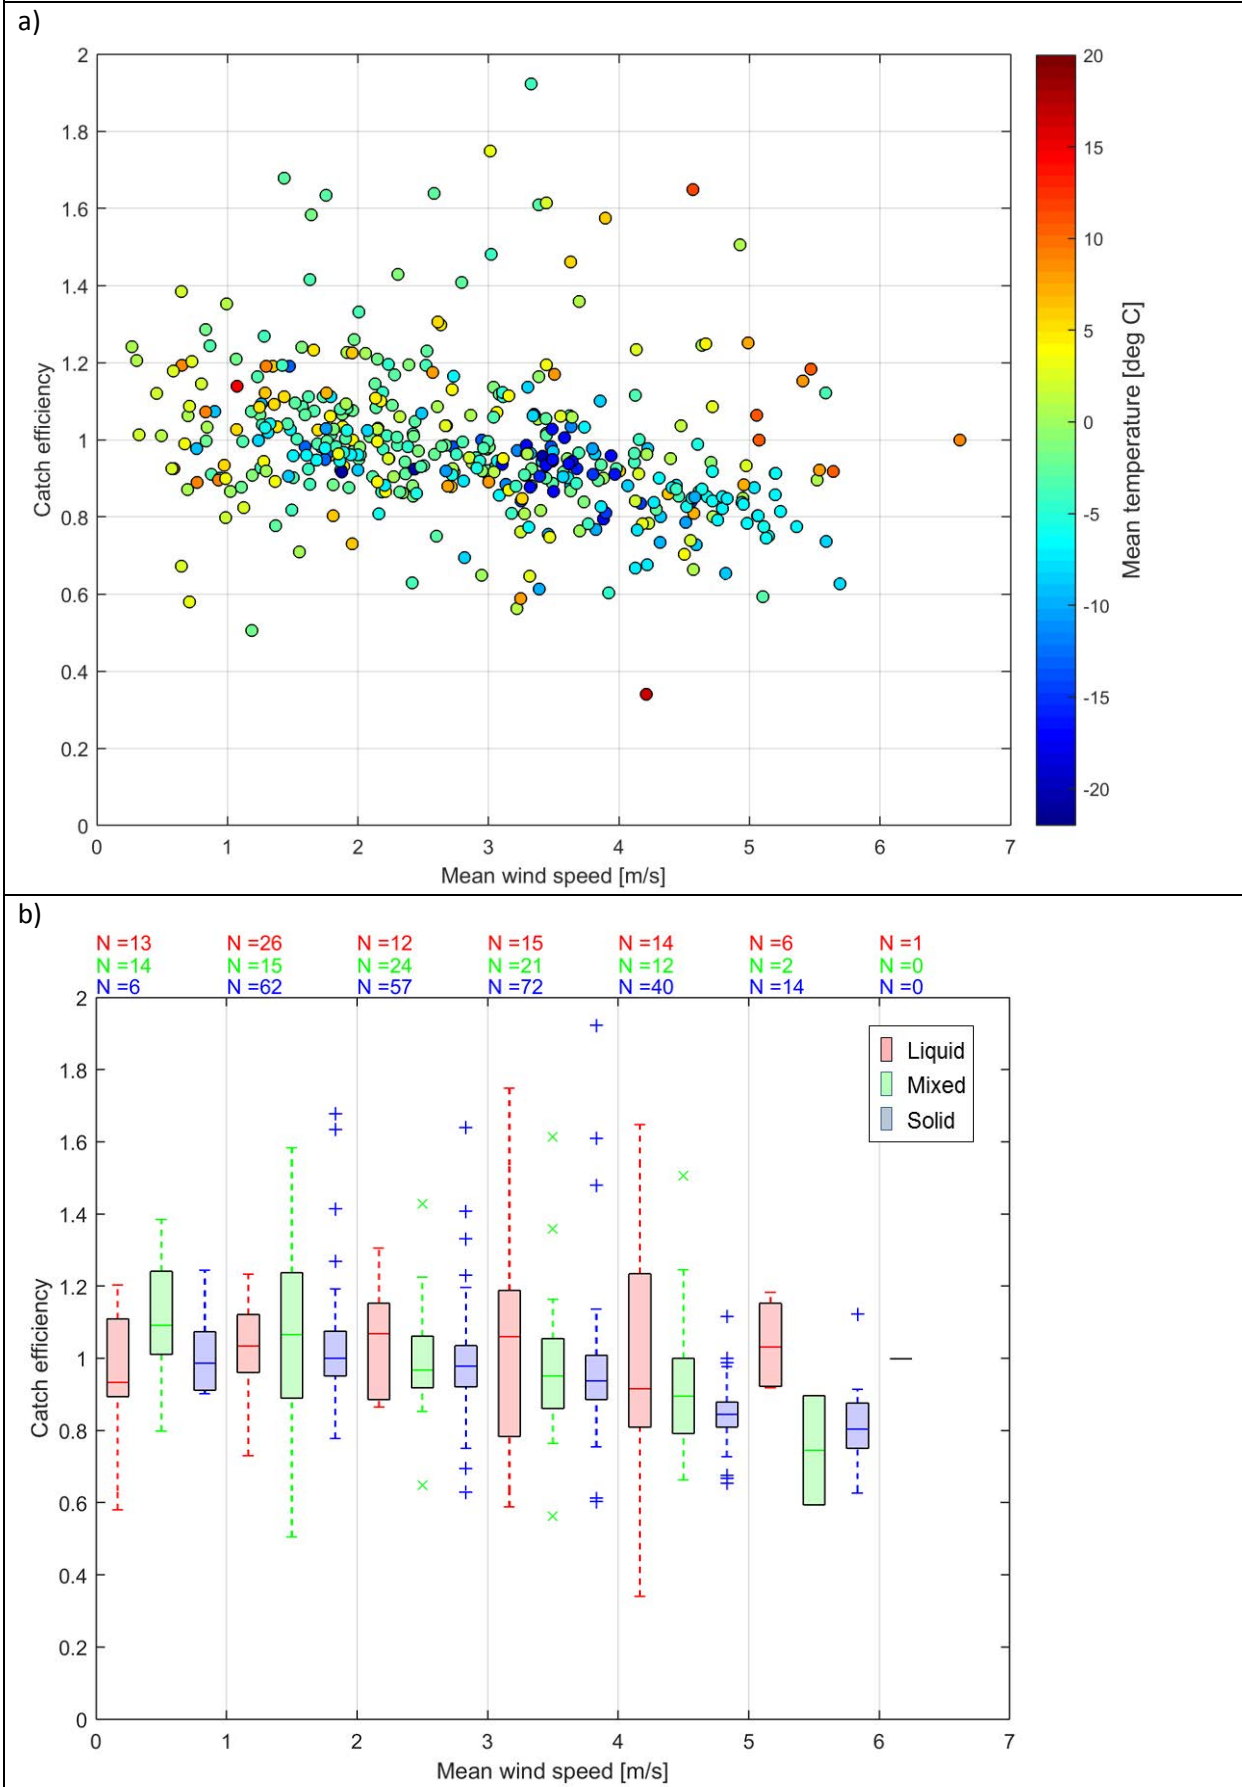 a)
2
1.8
1.6
1.4
1.2
1
0.8
0.6
0.4
0.2
0
Catch efficiency
0 1 2 3 4 5 6 7
Mean wind speed [m/s]
20
15
10
5
0
-5
-10
-15
-20
Mean temperature [deg C]
b)
N =13 N =26 N =12 N =15 N =14 N =6 N =1
N =14 N =15 N =24 N =21 N =12 N =2 N =0
N =6 N =62 N =57 N =72 N =40 N =14 N =0
2
1.8
1.6
1.4
1.2
1
0.8
0.6
0.4
0.2
0
Catch efficiency
Liquid
Mixed
Solid
0 1 2 3 4 5 6 7
Mean wind speed [m/s]